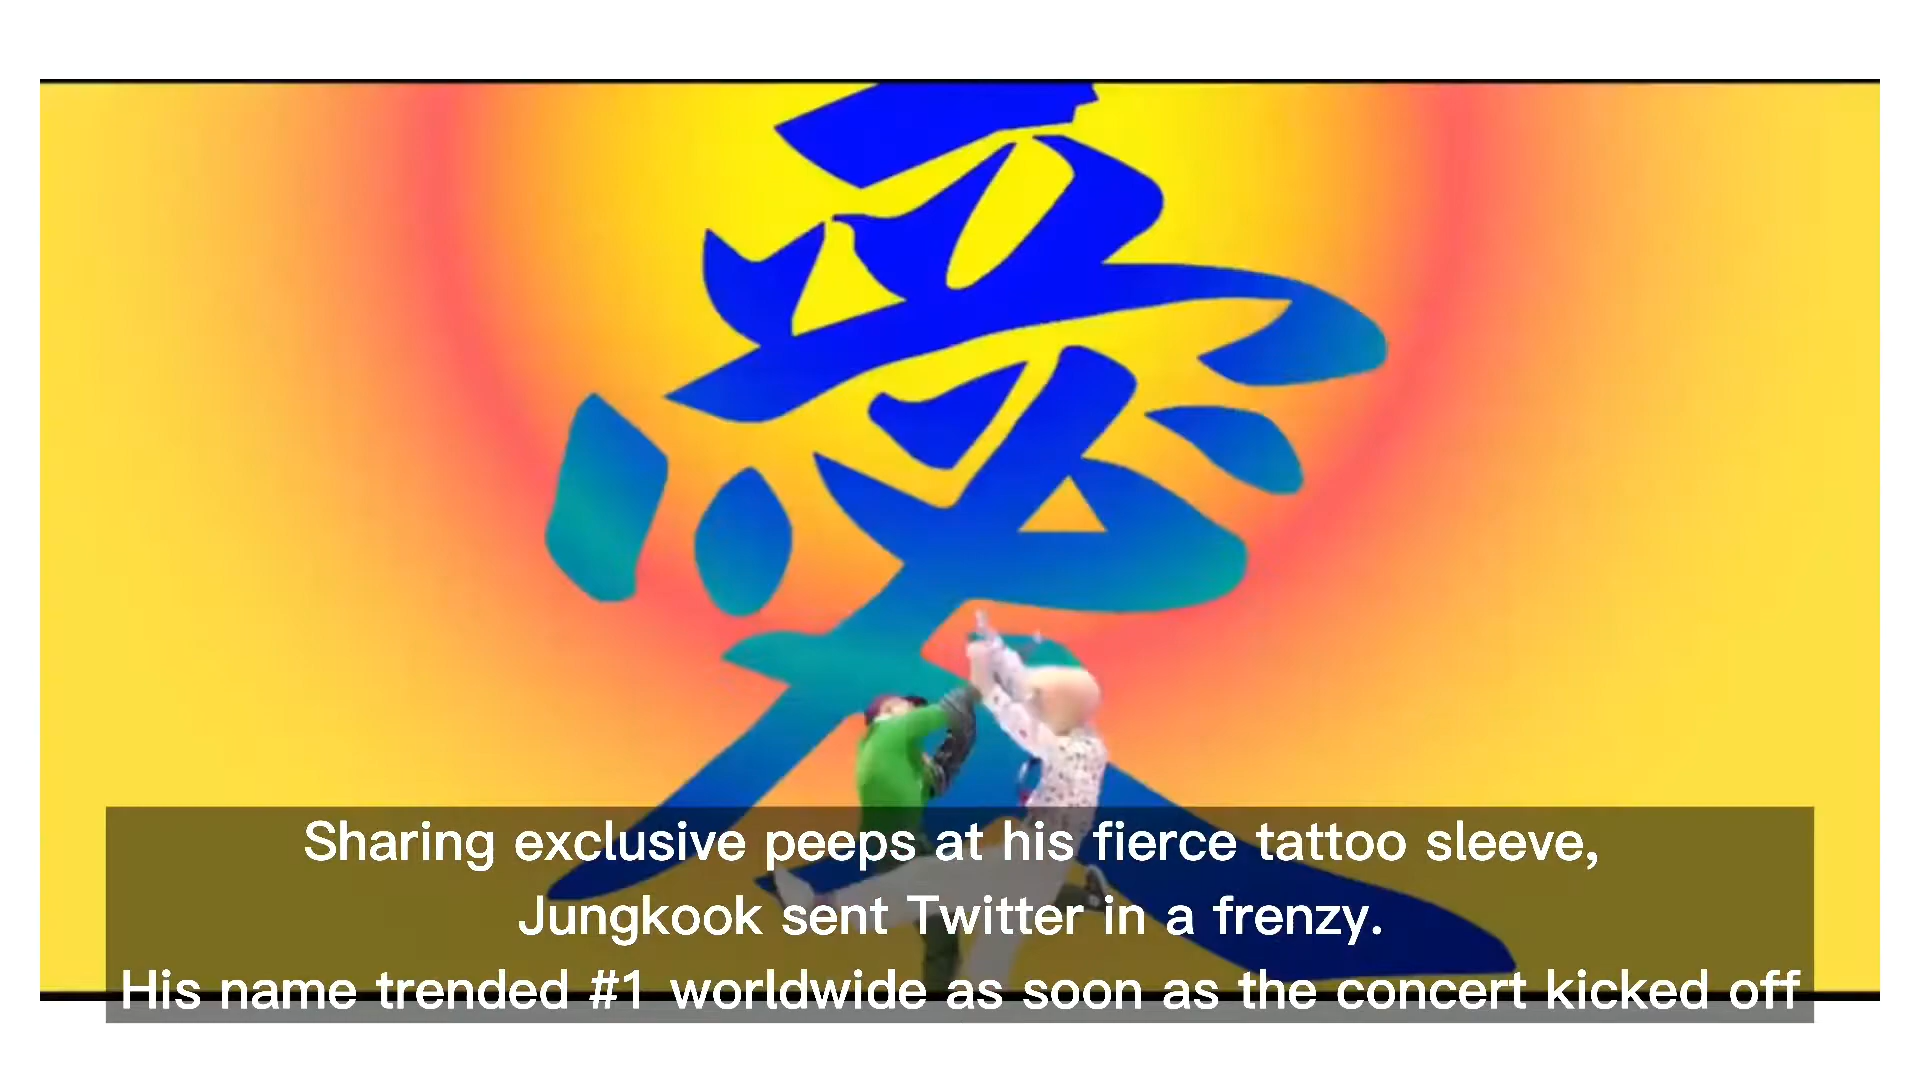 愛
Sharing exclusive peeps at his fierce tattoo sleeve,
Jungkook sent Twitter in a frenzy.
His name trended #1 worldwide as soon as the concert kicked off